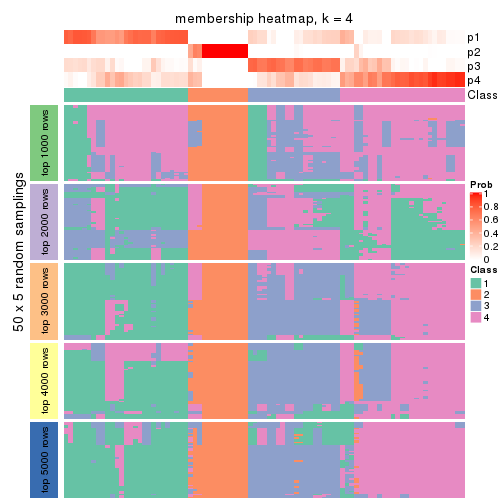 membership heatmap, k = 4
p1
p2
p3
p4
Class
50 x 5 random samplings
top 1000 rows
top 2000 rows
top 3000 rows
top 4000 rows
top 5000 rows
Prob
1
0.8
0.6
0.4
0.2
0
Class
1
2
3
4